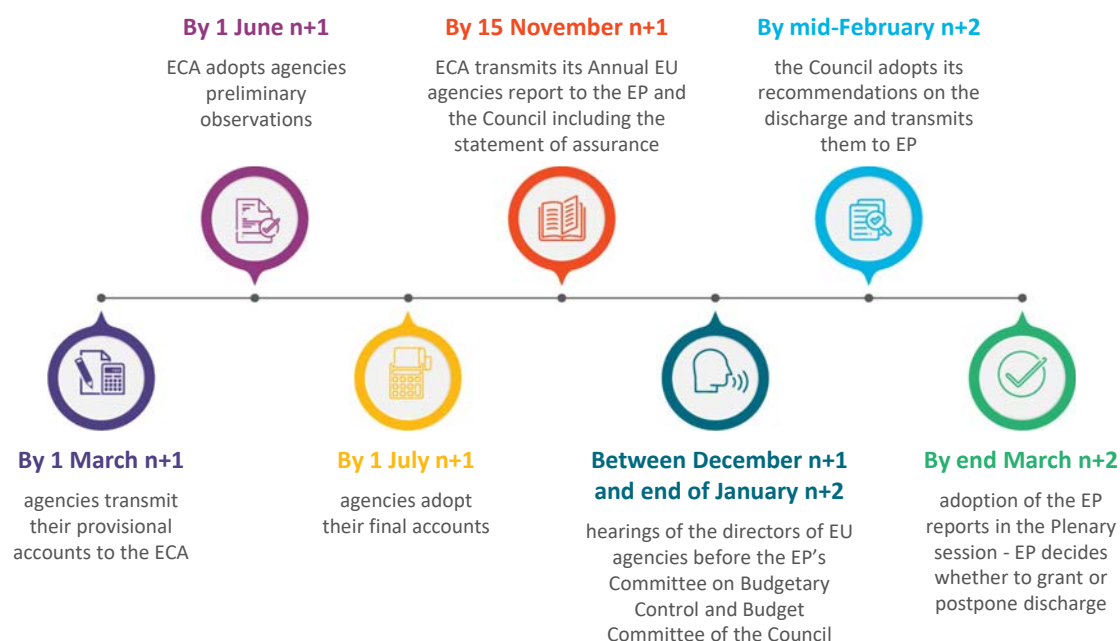 By 1 June n+1
ECA adopts agencies
preliminary
observations
By 15 November n+1
ECA transmits its Annual EU
agencies report to the EP and
the Council including the
statement of assurance
By mid-February n+2
the Council adopts its
recommendations on the
discharge and transmits
them to EP
By 1 March n+1
agencies transmit
their provisional
accounts to the ECA
By 1 July n+1
agencies adopt
their final accounts
Between December n+1
and end of January n+2
hearings of the directors of EU
agencies before the EP’s
Committee on Budgetary
Control and Budget
Committee of the Council
By end March n+2
adoption of the EP
reports in the Plenary
session - EP decides
whether to grant or
postpone discharge